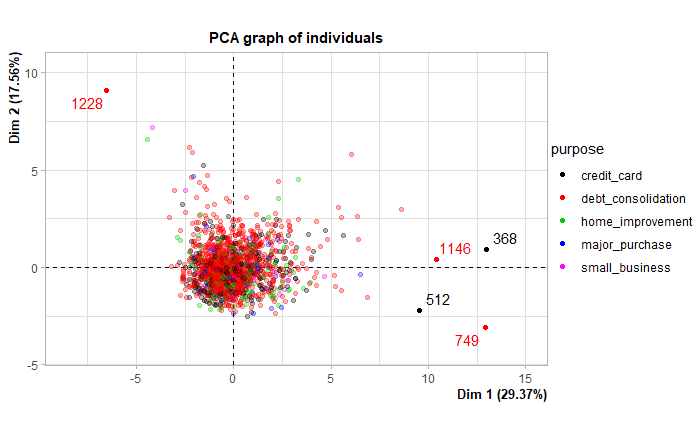 PCA graph of individuals
Dim 2 (17.56%)
10
5
0
-5
-5
0
5
10
15
Dim 1 (29.37%)
1228
368
1146
512
749
purpose
credit_card
debt_consolidation
home_improvement
major_purchase
small_business